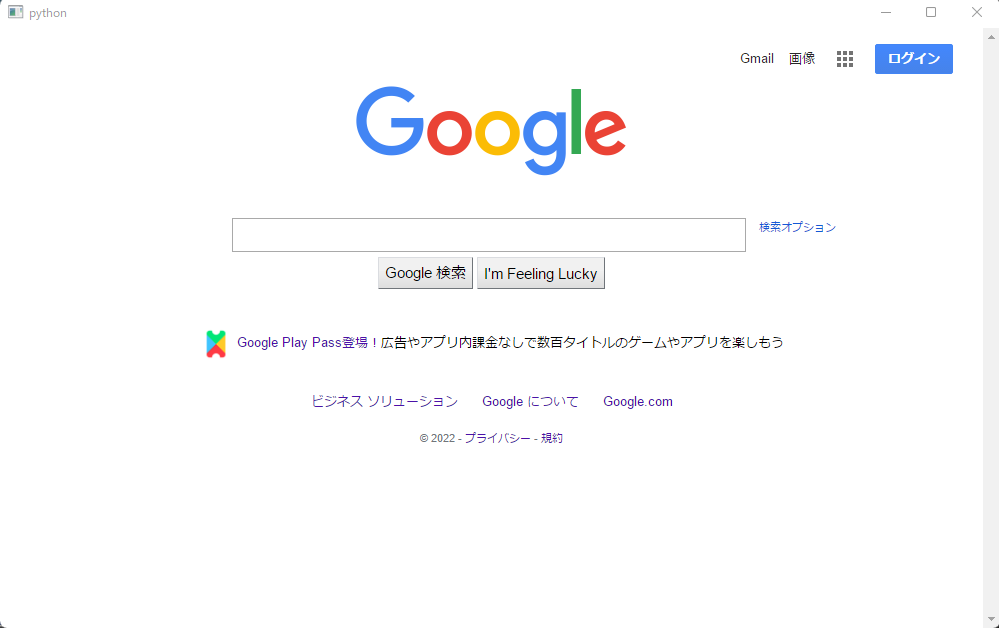 python
Gmail 画像 ログイン
Google
検索オプション
Google 検索 I'm Feeling Lucky
Google Play Pass登場！広告やアプリ内課金なしで数百タイトルのゲームやアプリを楽しもう
ビジネス ソリューション Google について Google.com
© 2022 - プライバシー - 規約